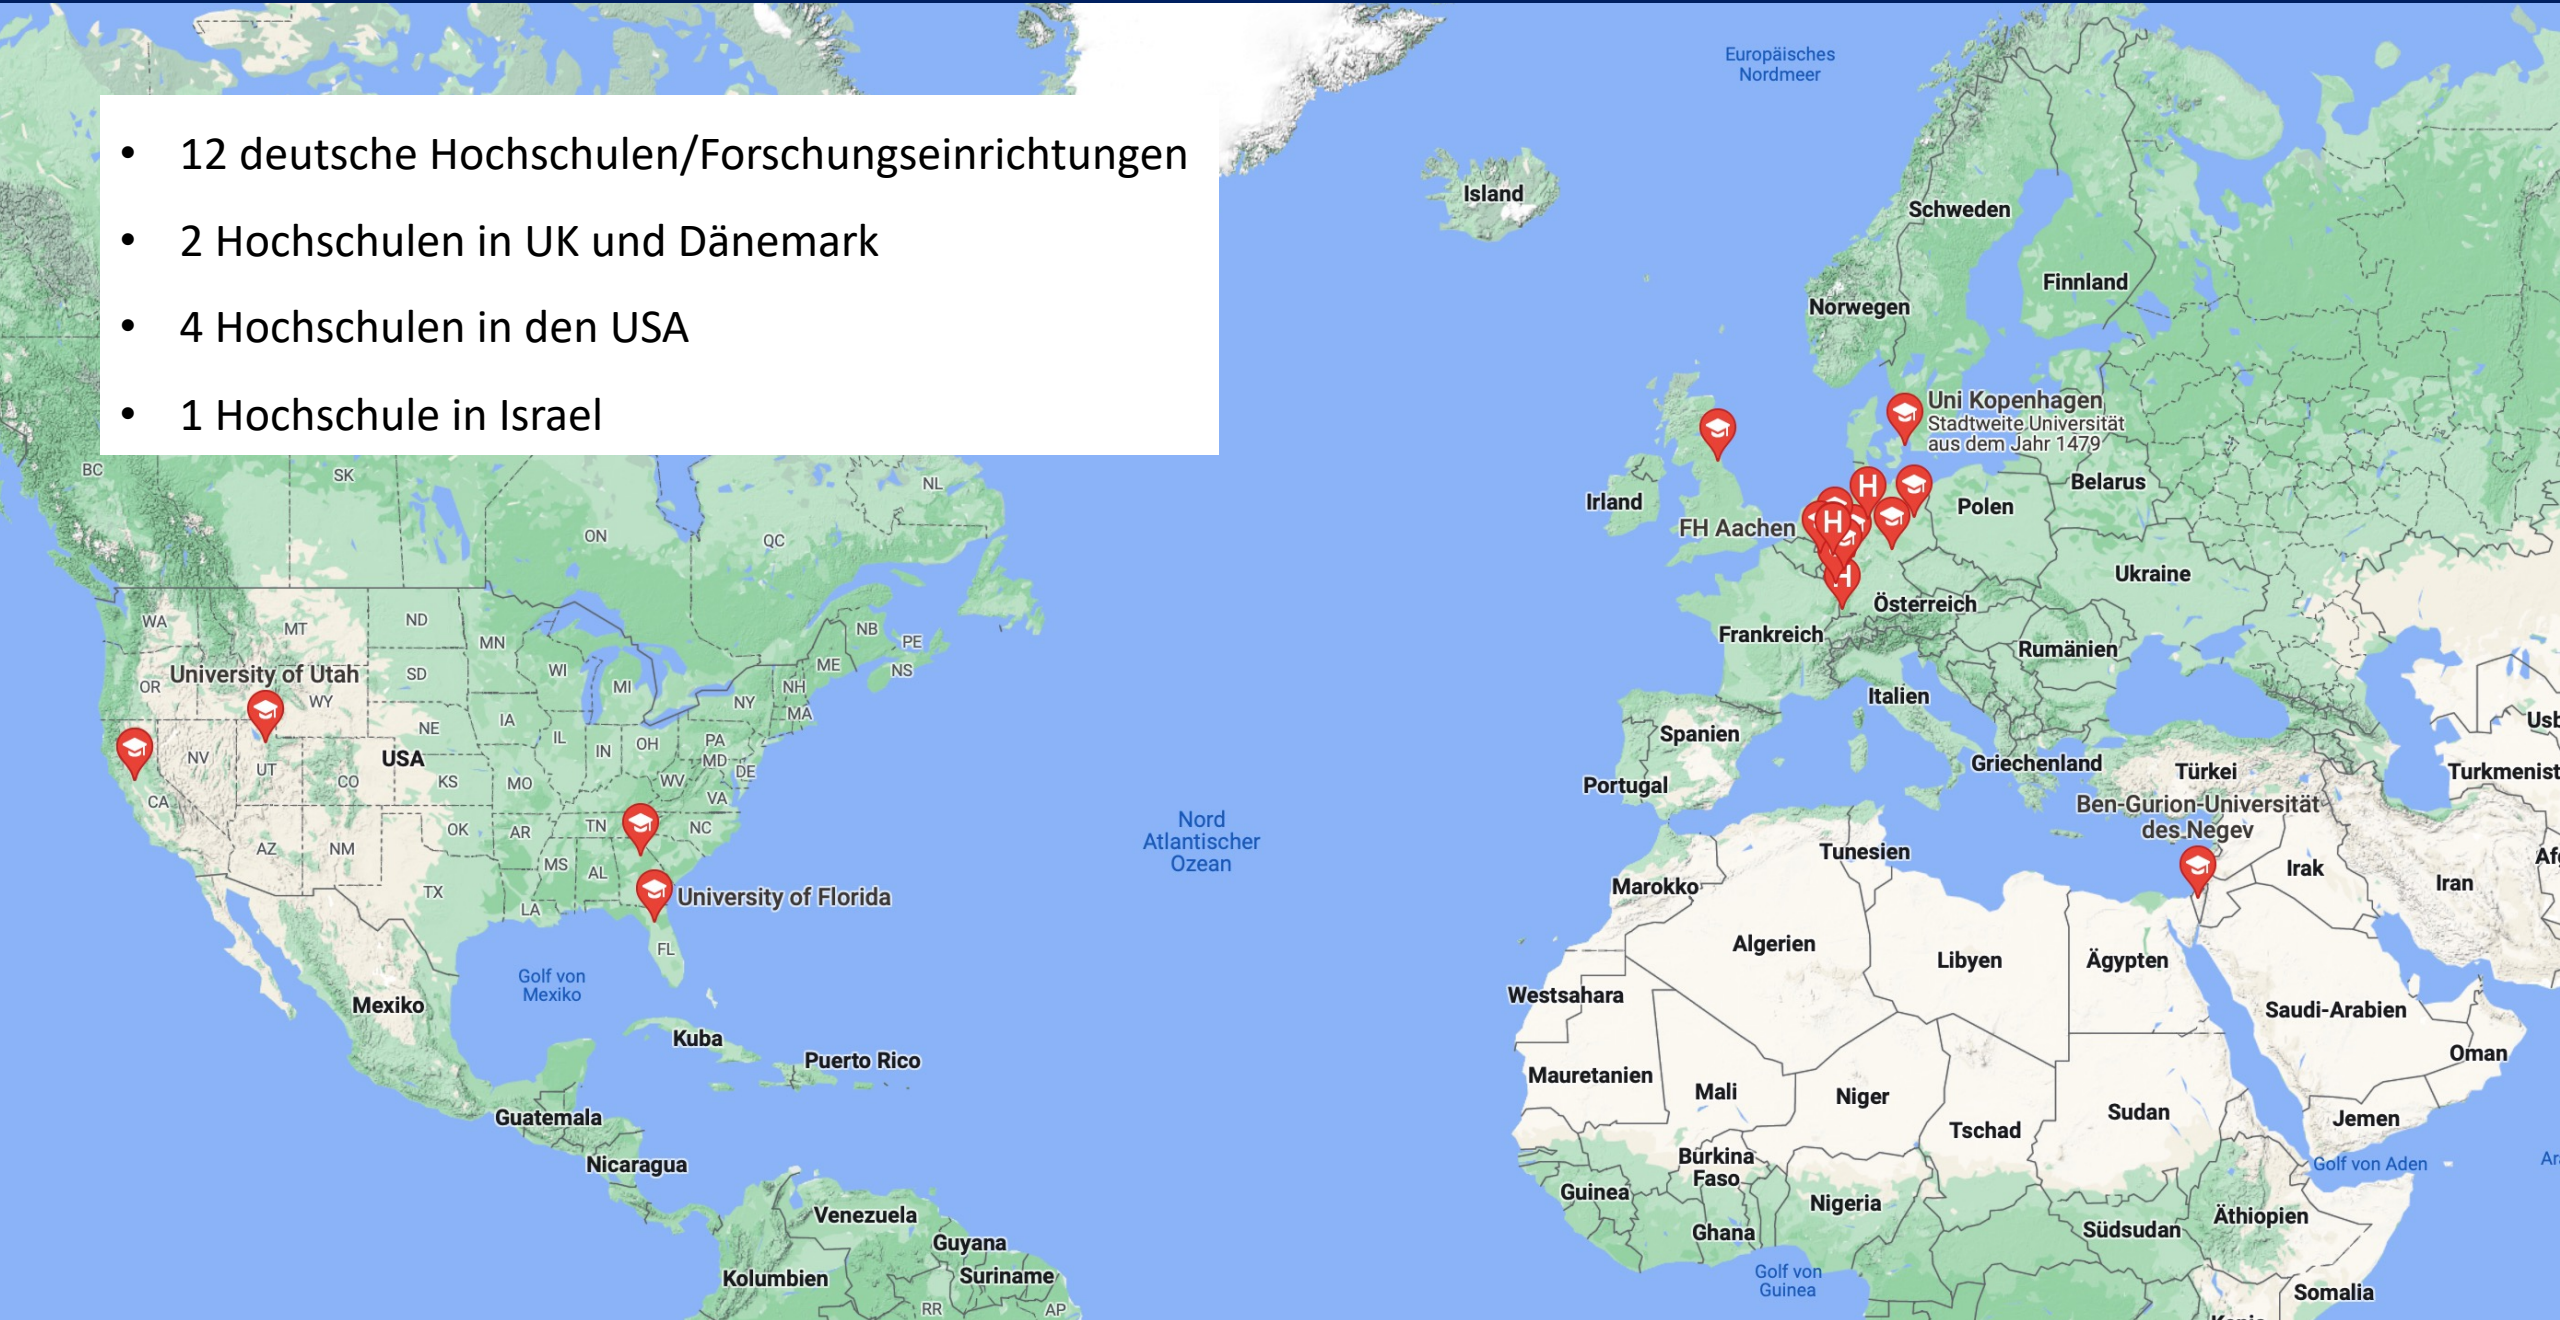 • 12 deutsche Hochschulen/Forschungseinrichtungen
• 2 Hochschulen in UK und Dänemark
• 4 Hochschulen in den USA
• 1 Hochschule in Israel
Europäisches
Nordmeer
Island
Schweden
Finnland
Norwegen
Uni Kopenhagen
Stadtweite Universität
aus dem Jahr 1479
Belarus
Irland
H
Polen
FH Aachen
H
H
Ukraine
Österreich
Frankreich
Rumänien
Italien
Spanien
Griechenland
Portugal
Türkei
Turkmenist
Usb
Ben-Gurion-Universität
des Negev
Tunesien
Irak
Iran
Afg
Marokko
Algerien
Libyen
Ägypten
Westsahara
Saudi-Arabien
Oman
Mauretanien
Mali
Niger
Sudan
Jemen
Tschad
Burkina
Faso
Golf von Aden
Ar
Guinea
Nigeria
Äthiopien
Ghana
Südsudan
Golf von
Guinea
Somalia
BC
SK
NL
ON
QC
WA
MT
ND
MN
NB
PE
NS
ME
University of Utah
OR
WY
SD
WI
MI
NH
NY
MA
NE
IA
IL
IN
OH
PA
MD
DE
NV
USA
UT
CO
KS
MO
WV
VA
CA
OK
AR
TN
NC
AZ
NM
MS
AL
TX
LA
University of Florida
FL
Nord
Atlantischer
Ozean
Golf von
Mexiko
Mexiko
Kuba
Puerto Rico
Guatemala
Nicaragua
Venezuela
Guyana
Kolumbien
Suriname
RR
AP